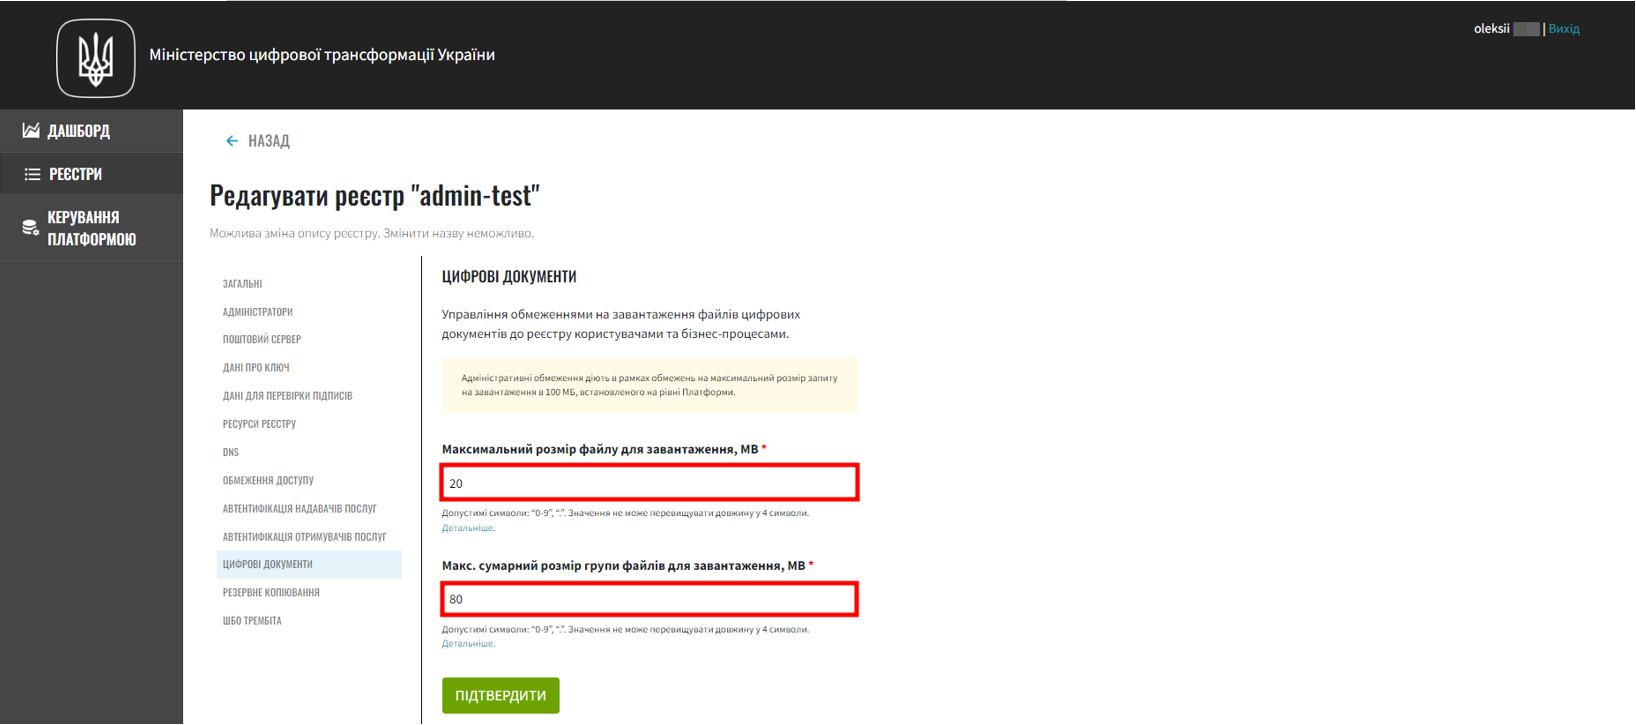 oleksii | Вихід
Міністерство цифрової трансформації України
ДАШБОРД
РЕЄСТРИ
КЕРУВАННЯ
ПЛАТФОРМОЮ
← НАЗАД
Редагувати реєстр "admin-test"
Можлива зміна опису реєстру. Змінити назву неможливо.
ЗАГАЛЬНІ
АДМІНІСТРАТОРИ
ПОШТОВИЙ СЕРВЕР
ДАНІ ПРО КЛЮЧ
ДАНІ ДЛЯ ПЕРЕВІРКИ ПІДПИСІВ
РЕСУРСИ РЕЄСТРУ
DNS
ОБМЕЖЕННЯ ДОСТУПУ
АВТЕНТИФІКАЦІЯ НАДАВАЧІВ ПОСЛУГ
АВТЕНТИФІКАЦІЯ ОТРИМУВАЧІВ ПОСЛУГ
ЦИФРОВІ ДОКУМЕНТИ
РЕЗЕРВНЕ КОПІЮВАННЯ
ШБО ТРЕМБІТА
ЦИФРОВІ ДОКУМЕНТИ
Управління обмеженнями на завантаження файлів цифрових
документів до реєстру користувачами та бізнес-процесами.
Адміністративні обмеження діють в рамках обмежень на максимальний розмір запиту
на завантаження в 100 МБ, встановленого на рівні Платформи.
Максимальний розмір файлу для завантаження, MB *
20
Допустимі символи: “0-9”, “.”. Значення не може перевищувати довжину у 4 символи.
Детальніше.
Макс. сумарний розмір групи файлів для завантаження, MB *
80
Допустимі символи: “0-9”, “.”. Значення не може перевищувати довжину у 4 символи.
Детальніше.
ПІДТВЕРДИТИ